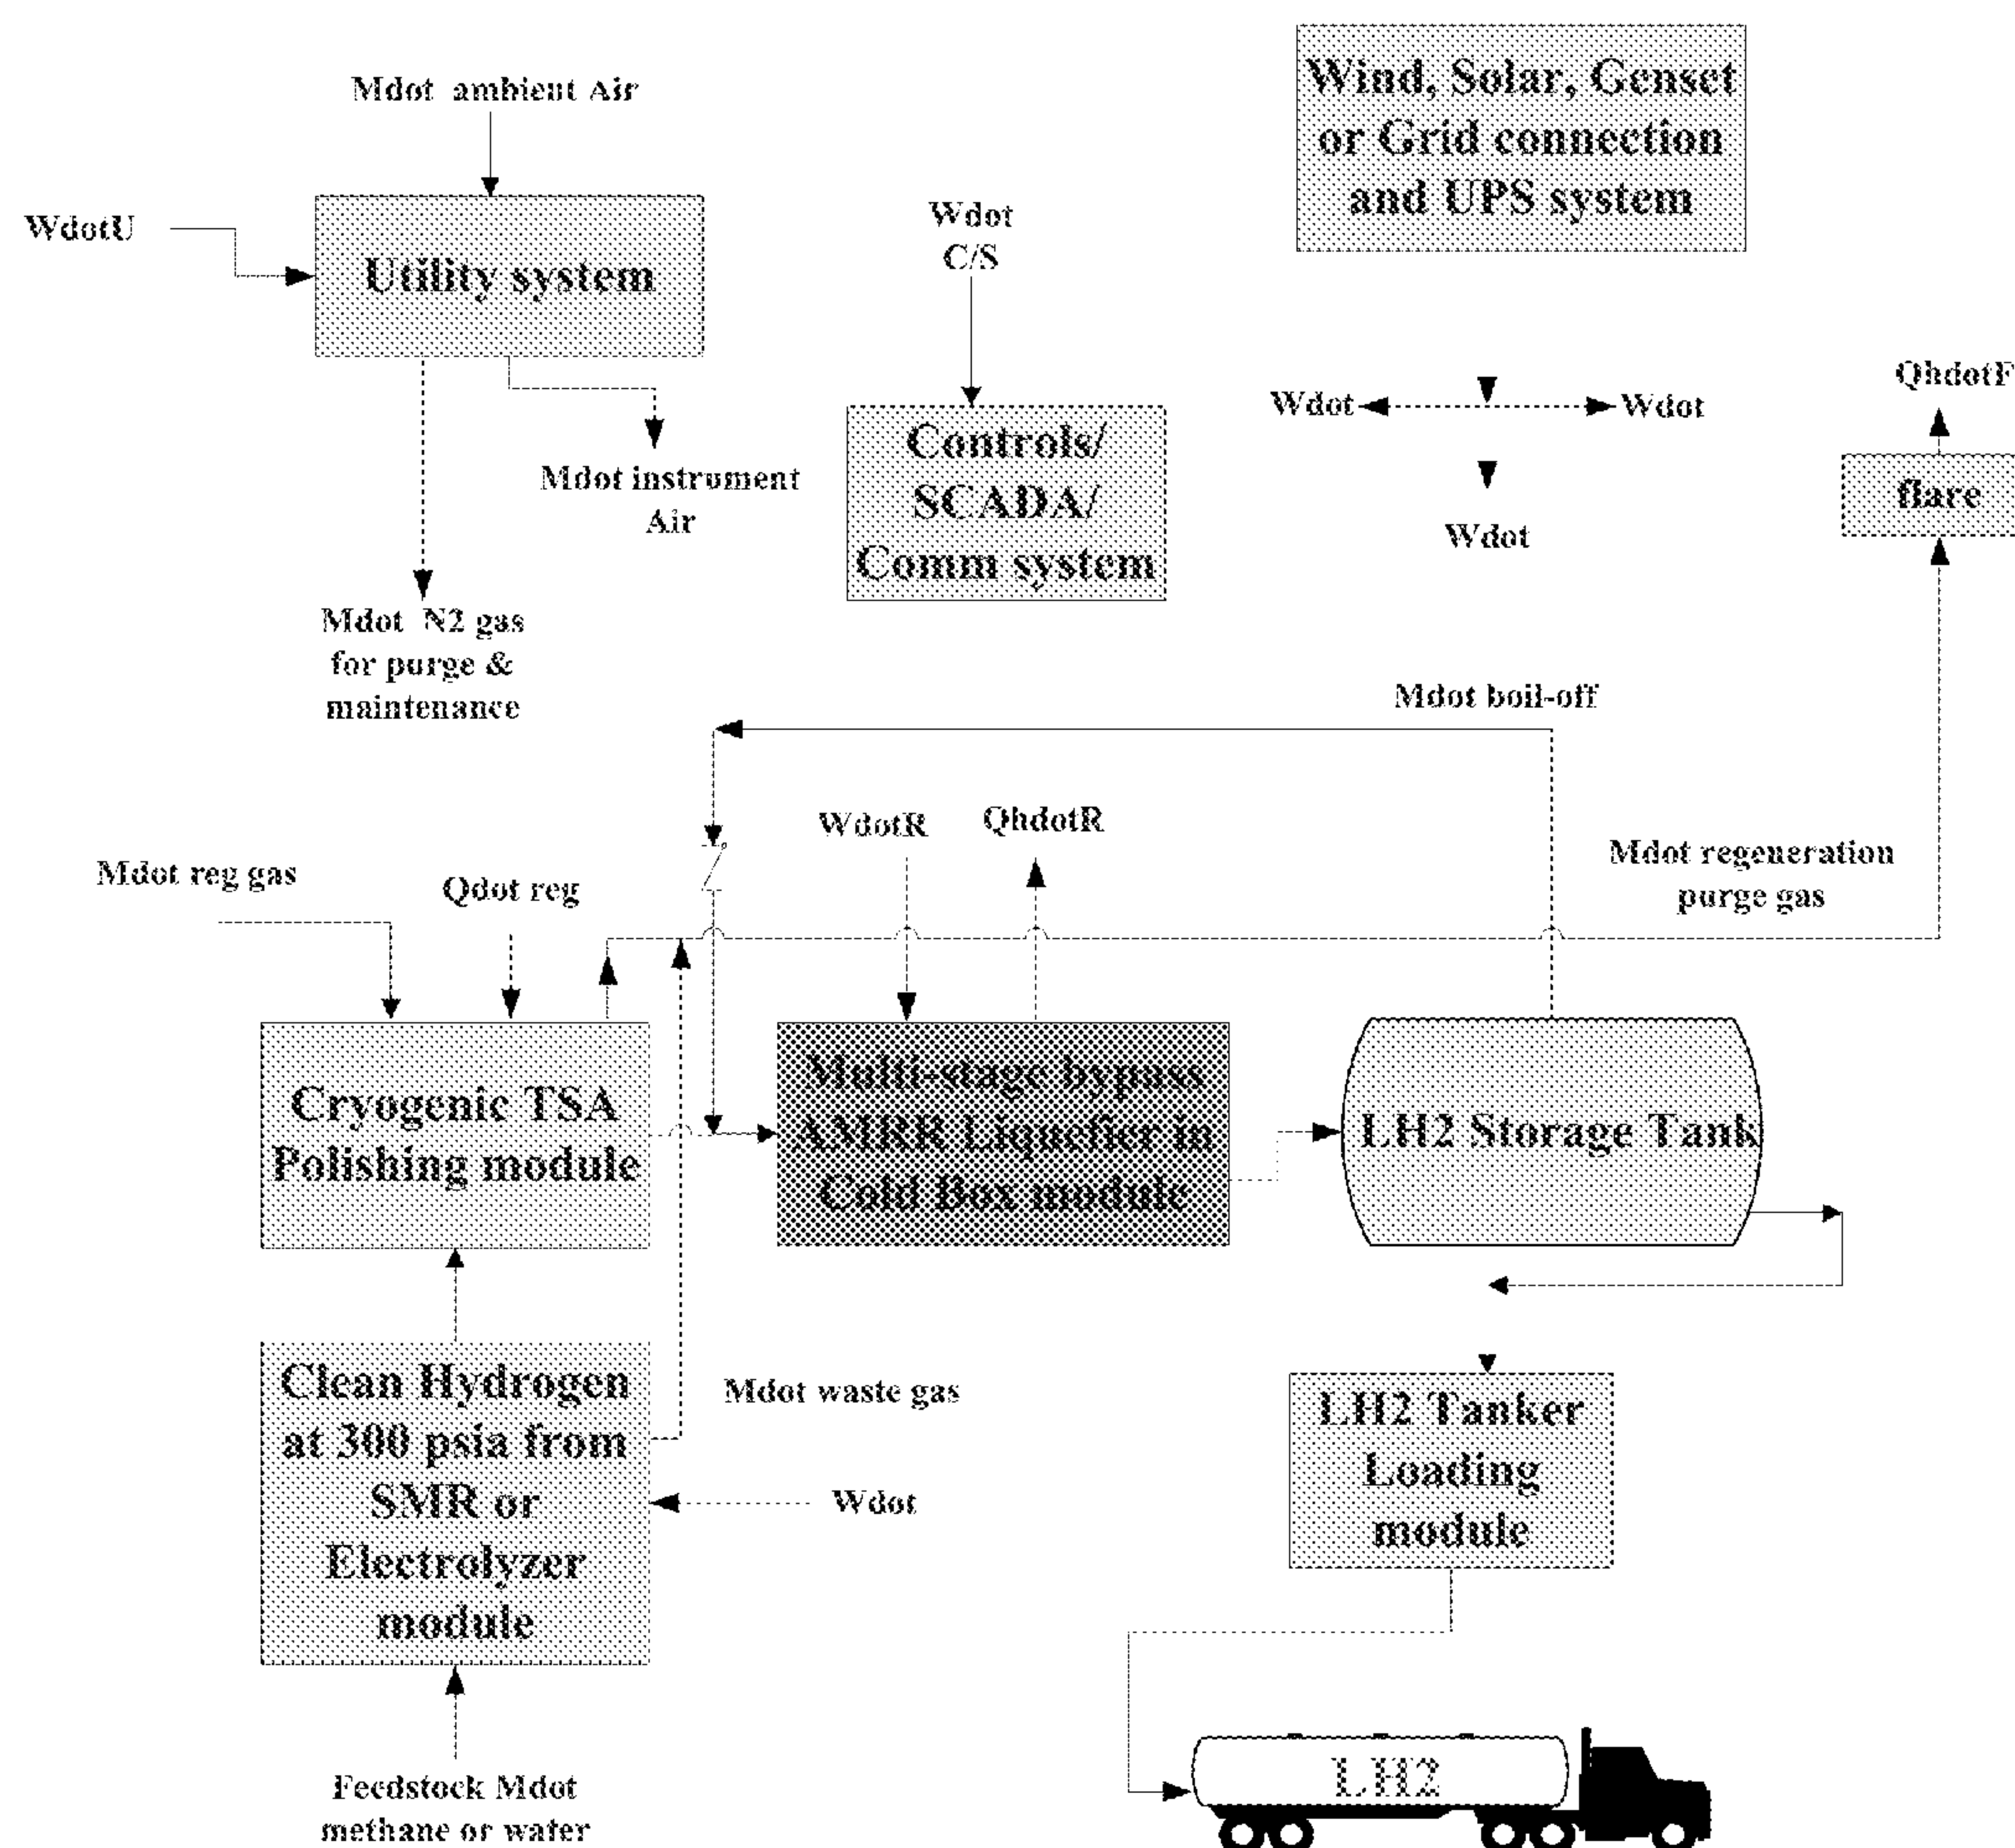 Mdot ambient Air
WdotU
Utility system
Mdot instrument
Air
Mdot N2 gas
for purge &
maintenance
Wdot
C/S
Controls/
SCADA/
Comm system
Wind, Solar, Genset
or Grid connection
and UPS system
Wdot
Wdot
Wdot
QhdotF
flare
Mdot boil-off
WdotR
QhdotR
Mdot regeneration
purge gas
Mdot reg gas
Qdot reg
Cryogenic TSA
Polishing module
Multi-stage bypass
AMRR Liquefier in
Cold Box module
LH2 Storage Tank
Clean Hydrogen
at 300 psia from
SMR or
Electrolyzer
module
Mdot waste gas
Wdot
LH2 Tanker
Loading
module
Feedstock Mdot
methane or water
LH2